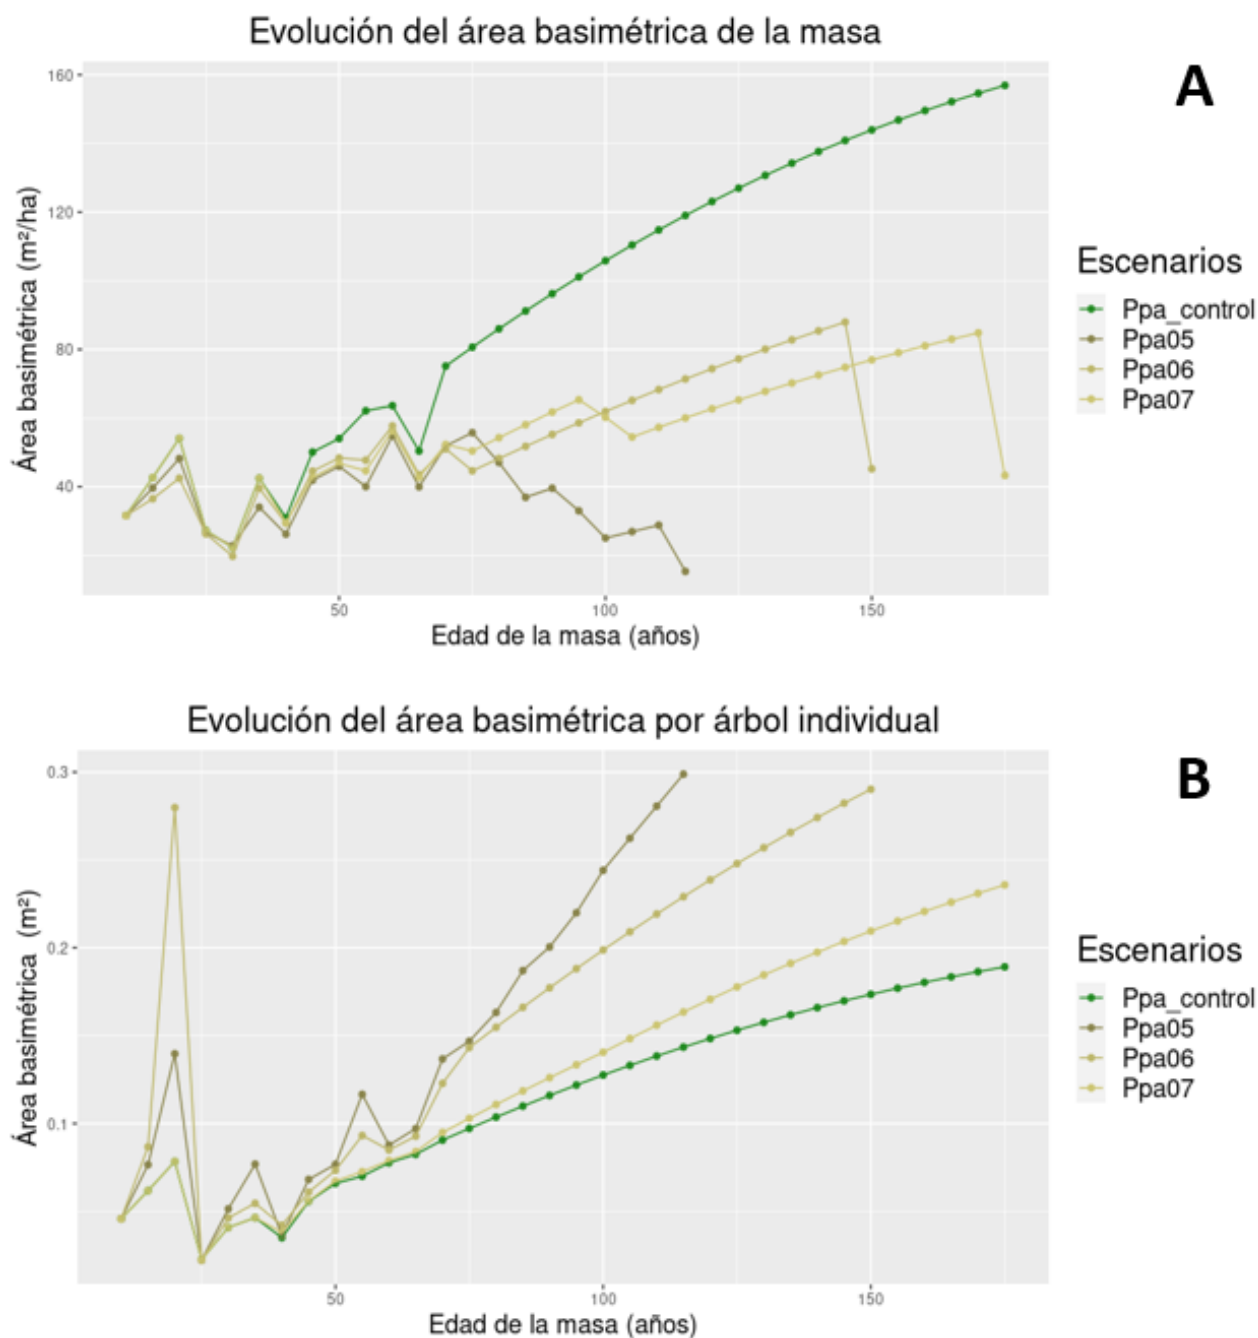 Evolución del área basimétrica de la masa
A
160
120
80
40
Área basimétrica (m²/ha)
50
100
150
Edad de la masa (años)
Escenarios
Ppa_control
Ppa05
Ppa06
Ppa07
Evolución del área basimétrica por árbol individual
B
0.3
0.2
0.1
Área basimétrica (m²)
50
100
150
Edad de la masa (años)
Escenarios
Ppa_control
Ppa05
Ppa06
Ppa07